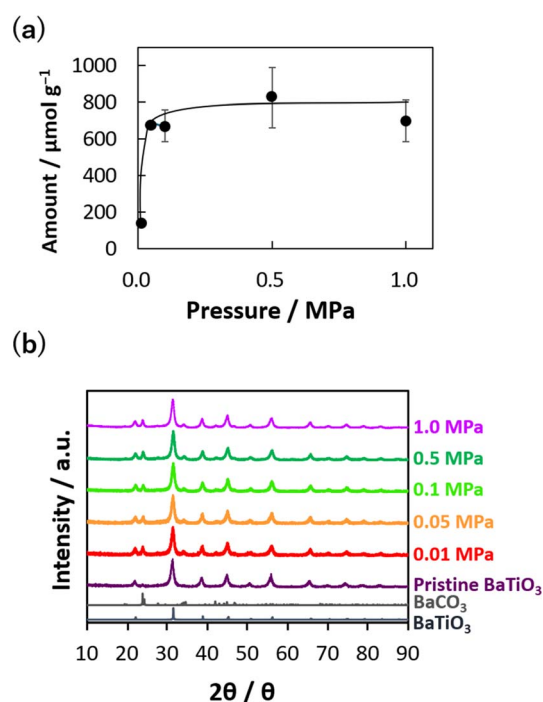 (a)
1000
800
600
400
200
0
Amount / μmol g⁻¹
0.0 0.5 1.0
Pressure / MPa
(b)
Intensity / a.u.
1.0 MPa
0.5 MPa
0.1 MPa
0.05 MPa
0.01 MPa
Pristine BaTiO₃
BaCO₃
BaTiO₃
10 20 30 40 50 60 70 80 90
2θ / θ